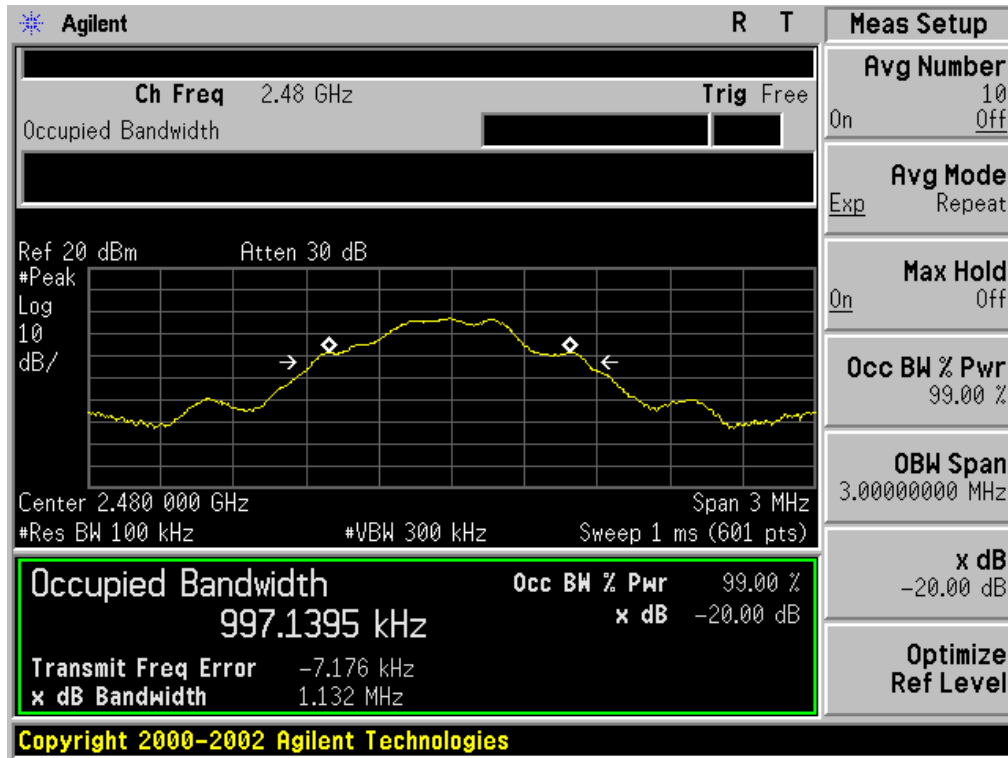 Agilent R T
Ch Freq 2.48 GHz Trig Free
Occupied Bandwidth
Ref 20 dBm Atten 30 dB
#Peak
Log
10
dB/
Center 2.480 000 GHz Span 3 MHz
#Res BW 100 kHz #VBW 300 kHz Sweep 1 ms (601 pts)
Occupied Bandwidth
997.1395 kHz
Occ BW % Pwr 99.00 %
x dB -20.00 dB
Transmit Freq Error -7.176 kHz
x dB Bandwidth 1.132 MHz
Copyright 2000-2002 Agilent Technologies
Meas Setup
Avg Number
10
On Off
Avg Mode
Exp Repeat
Max Hold
On Off
Occ BW % Pwr
99.00 %
OBW Span
3.00000000 MHz
x dB
-20.00 dB
Optimize
Ref Level